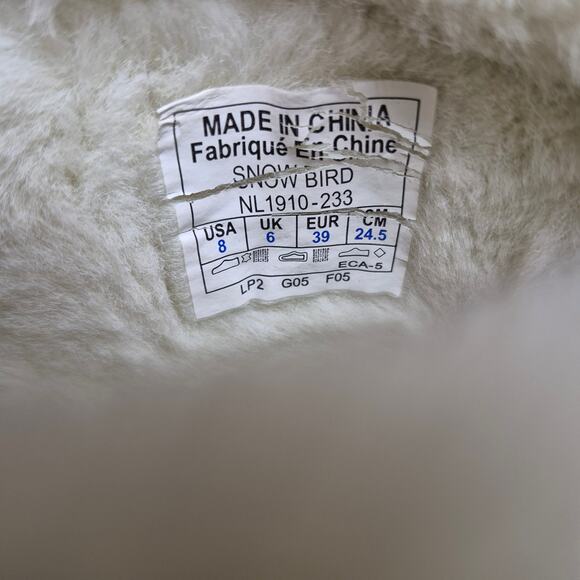 MADE IN CHINA
Fabriqué En Chine
SNOW BIRD
NL1910-233
USA UK EUR CM
8 6 39 24.5
ECA-5
LP2 G05 F05